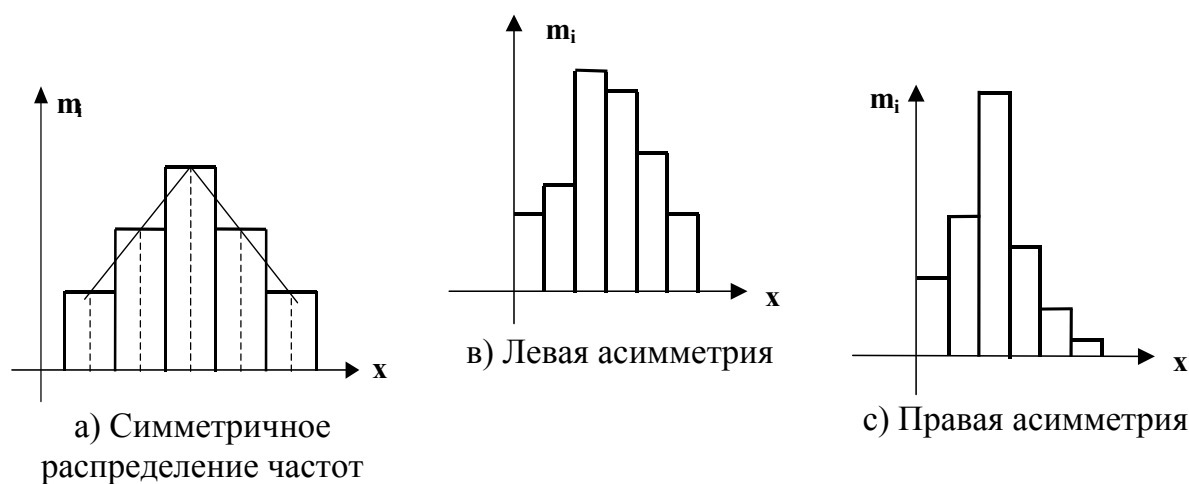 mᵢ
x
а) Симметричное
распределение частот
mᵢ
x
в) Левая асимметрия
mᵢ
x
с) Правая асимметрия